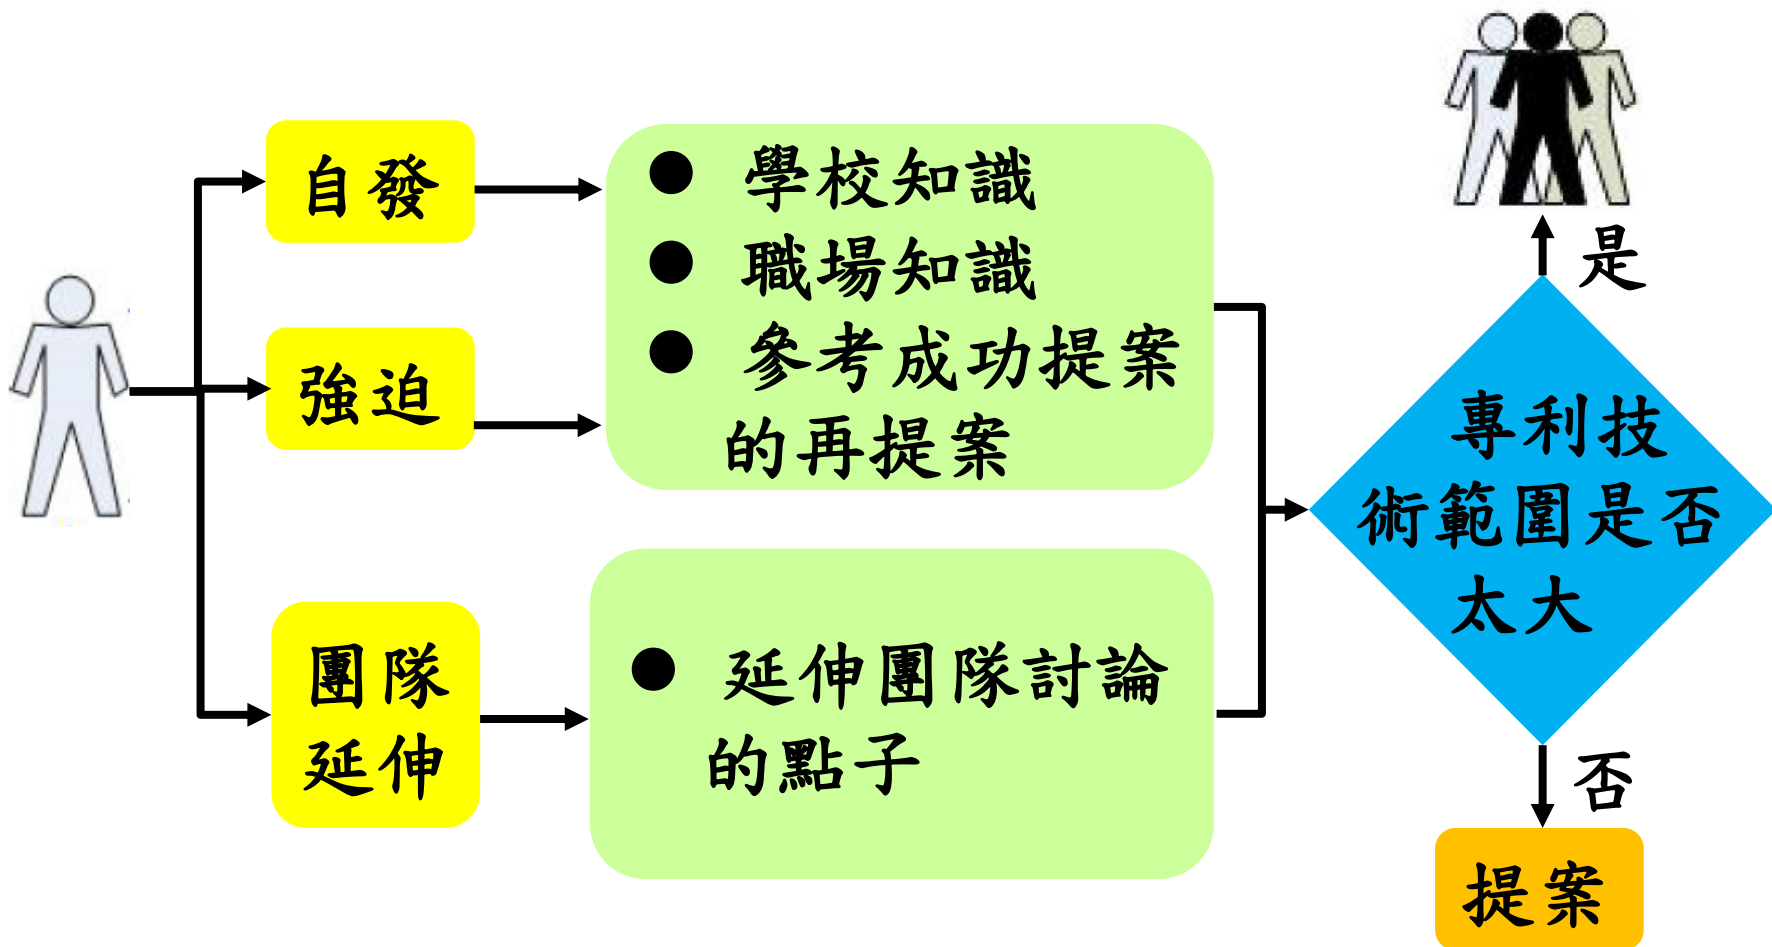 自發
強迫
團隊
延伸
● 學校知識
● 職場知識
● 參考成功提案
的再提案
● 延伸團隊討論
的點子
專利技
術範圍是否
太大
是
否
提案